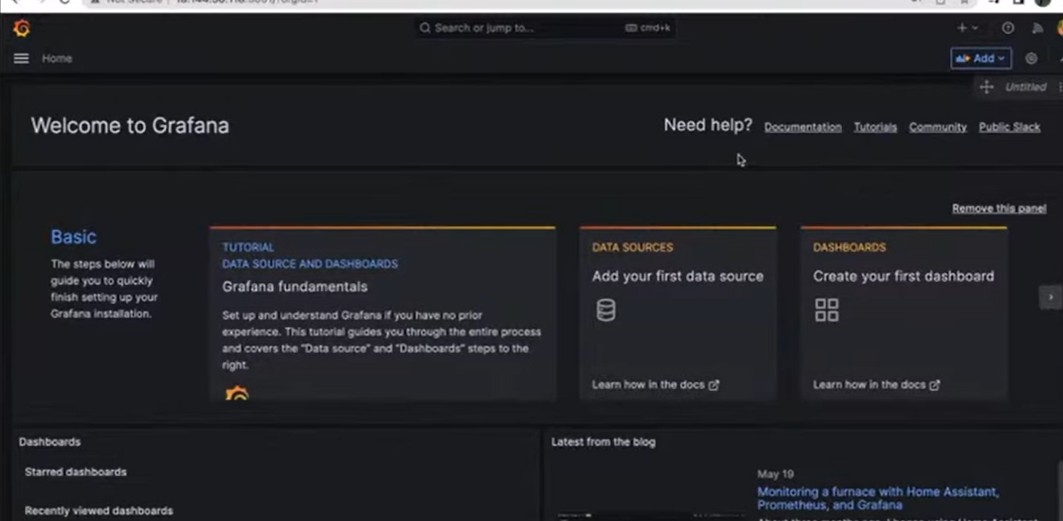 Search or jump to...
cmd+k
Home
Add
Untitled
Welcome to Grafana
Need help?
Documentation
Tutorials
Community
Public Slack
Remove this panel
Basic
The steps below will
guide you to quickly
finish setting up your
Grafana installation.
TUTORIAL
DATA SOURCE AND DASHBOARDS
Grafana fundamentals
Set up and understand Grafana if you have no prior
experience. This tutorial guides you through the entire process
and covers the "Data source" and "Dashboards" steps to the
right.
DATA SOURCES
Add your first data source
Learn how in the docs
DASHBOARDS
Create your first dashboard
Learn how in the docs
Dashboards
Starred dashboards
Recently viewed dashboards
Latest from the blog
May 19
Monitoring a furnace with Home Assistant,
Prometheus, and Grafana